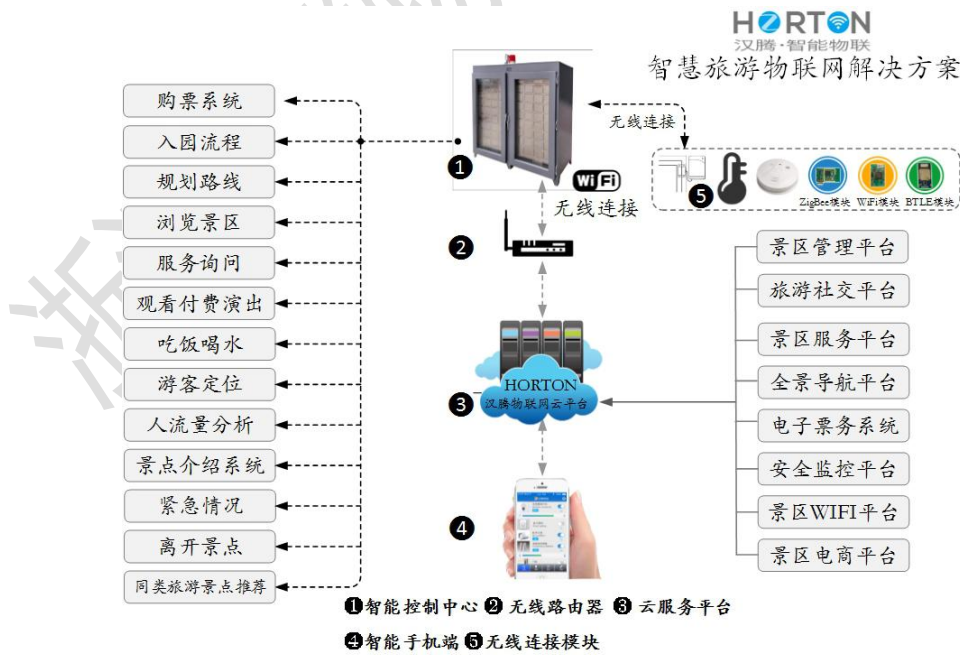 HORTON
汉腾·智能物联
智慧旅游物联网解决方案
购票系统
入园流程
规划路线
浏览景区
服务询问
观看付费演出
吃饭喝水
游客定位
人流量分析
景点介绍系统
紧急情况
离开景点
同类旅游景点推荐
1
WiFi
无线连接
无线连接
5
ZigBee模块 WiFi模块 BTLE模块
2
HORTON
汉腾物联网云平台
3
4
景区管理平台
旅游社交平台
景区服务平台
全景导航平台
电子票务系统
安全监控平台
景区WIFI平台
景区电商平台
❶智能控制中心 ❷ 无线路由器 ❸ 云服务平台
❹智能手机端 ❺无线连接模块